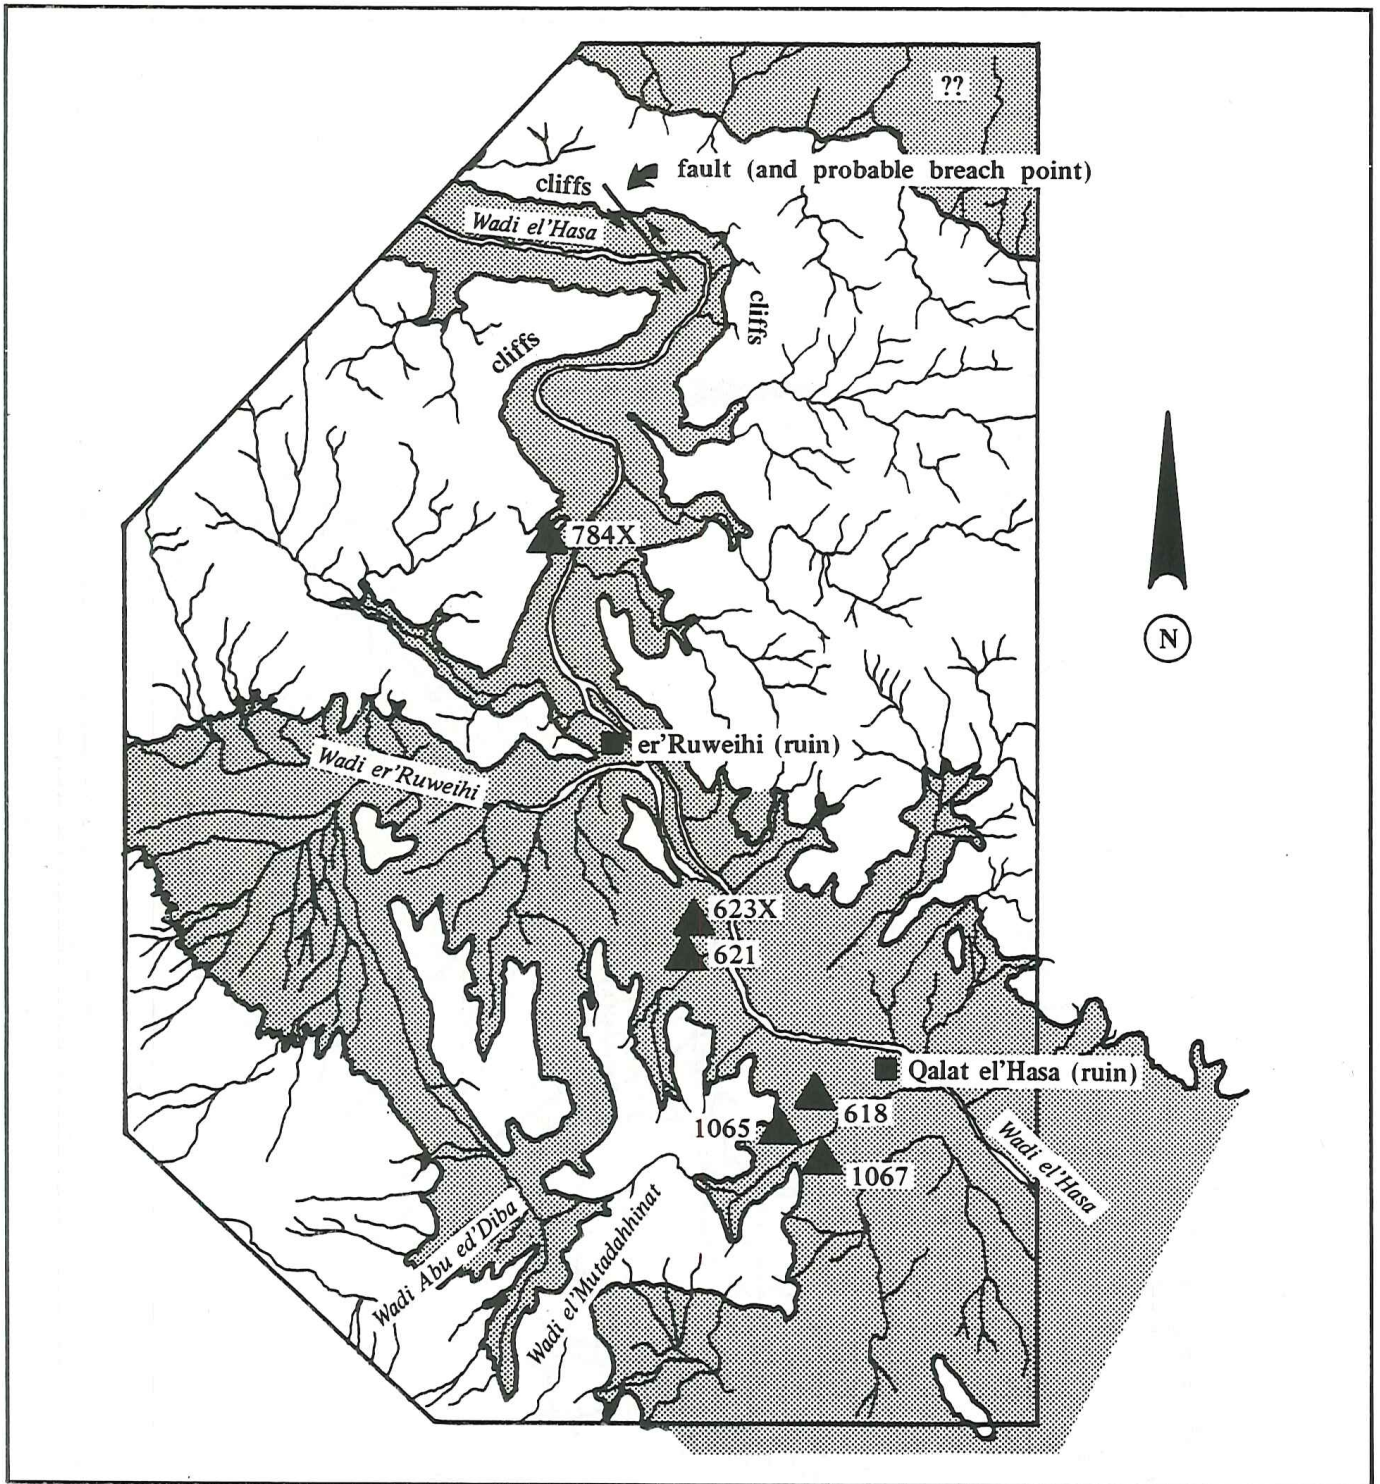 ??
fault (and probable breach point)
cliffs
Wadi el'Hasa
cliffs
cliffs
784X
N
er'Ruweihi (ruin)
Wadi er'Ruweihi
623X
621
Qalat el'Hasa (ruin)
618
1065
1067
Wadi el'Hasa
Wadi Abu ed'Diba
Wadi el'Mutadahhinat